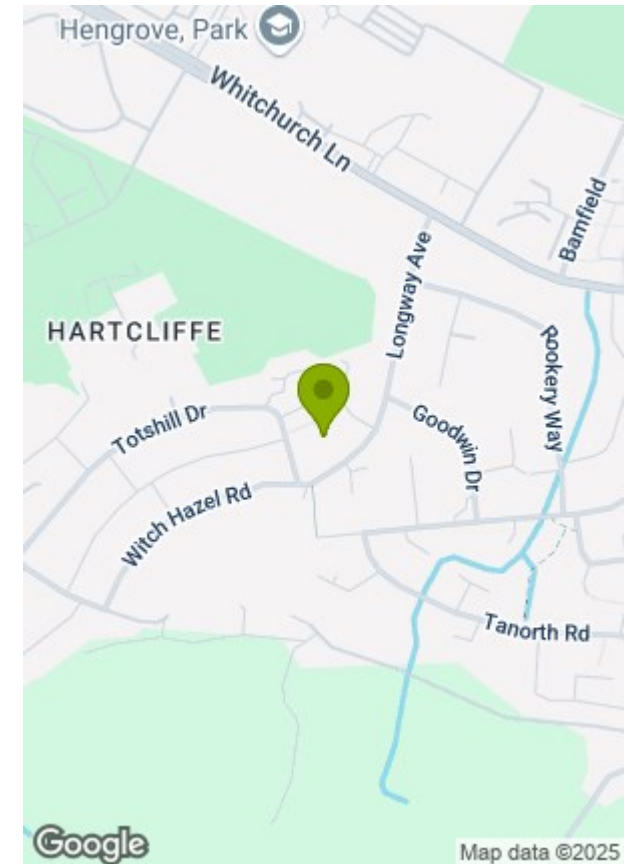 Hengrove, Park
Whitchurch Ln
Barnfield
Longway Ave
HARTCLIFFE
Rookery Way
Totshill Dr
Goodwin Dr
Witch Hazel Rd
Tanorth Rd
Google
Map data ©2025